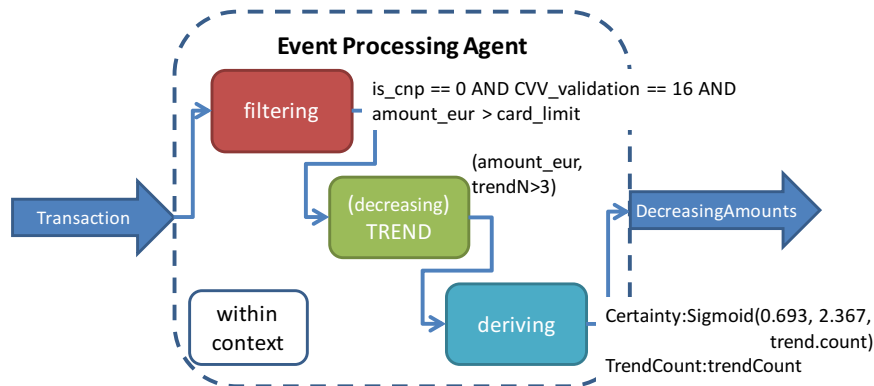 Event Processing Agent
filtering
is_cnp == 0 AND CVV_validation == 16 AND
amount_eur > card_limit
(amount_eur,
trendN>3)
(decreasing)
TREND
Transaction
DecreasingAmounts
within
context
deriving
Certainty:Sigmoid(0.693, 2.367,
trend.count)
TrendCount:trendCount